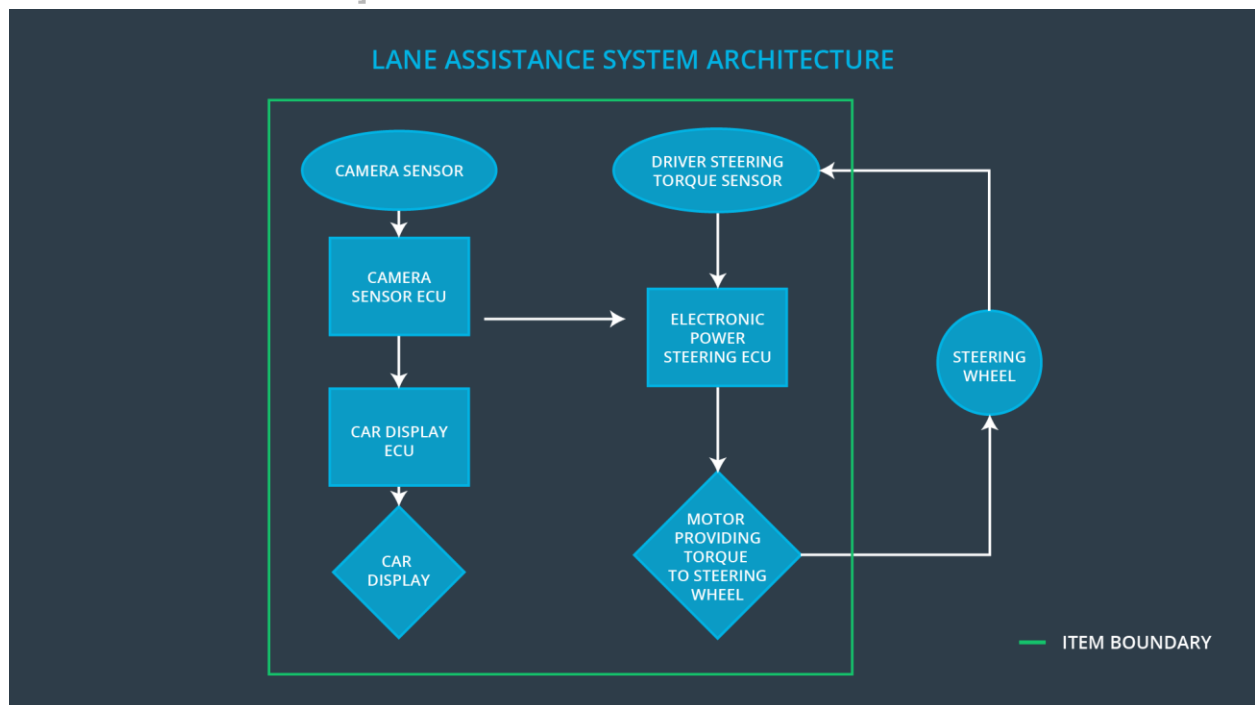 LANE ASSISTANCE SYSTEM ARCHITECTURE
CAMERA SENSOR
CAMERA
SENSOR ECU
CAR DISPLAY
ECU
CAR
DISPLAY
DRIVER STEERING
TORQUE SENSOR
ELECTRONIC
POWER
STEERING ECU
MOTOR
PROVIDING
TORQUE
TO STEERING
WHEEL
STEERING
WHEEL
ITEM BOUNDARY